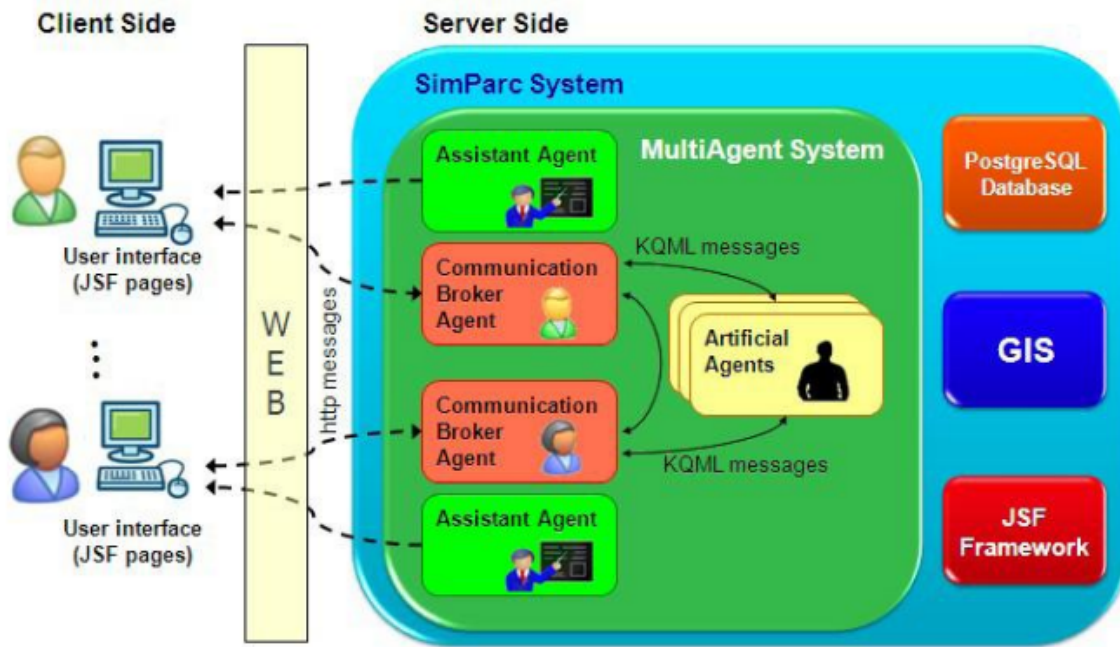 Client Side
Server Side
SimParc System
MultiAgent System
Assistant Agent
PostgreSQL
Database
User interface
(JSF pages)
WEB
http messages
Communication
Broker
Agent
KQML messages
Artificial
Agents
GIS
Communication
Broker
Agent
KQML messages
User interface
(JSF pages)
Assistant Agent
JSF
Framework